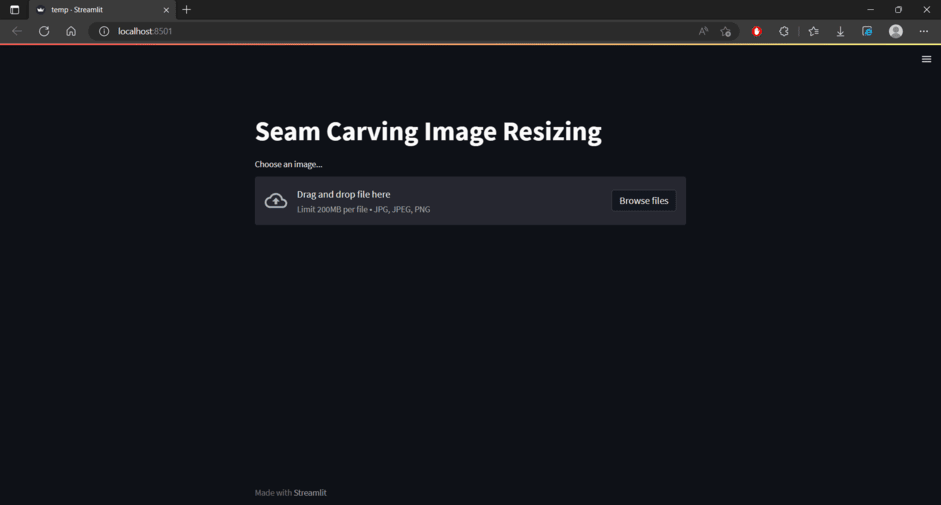 temp · Streamlit
localhost:8501
Seam Carving Image Resizing
Choose an image...
Drag and drop file here
Limit 200MB per file • JPG, JPEG, PNG
Browse files
Made with Streamlit